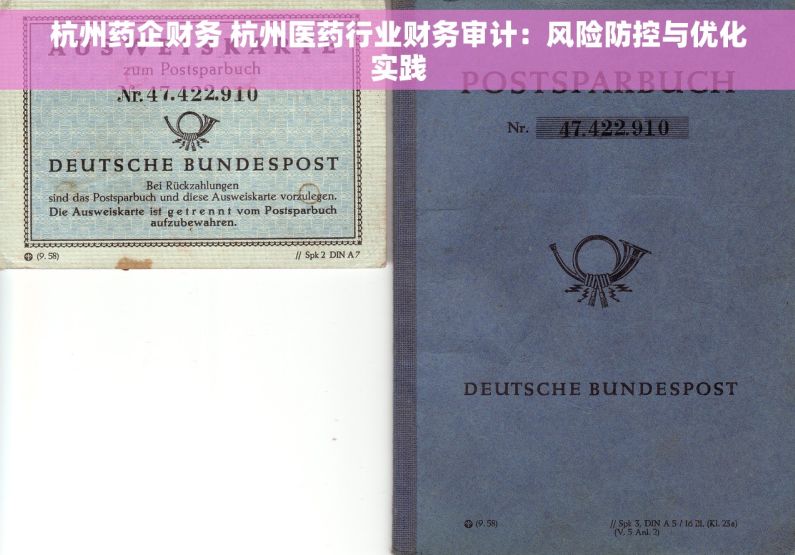 杭州药企财务 杭州医药行业财务审计：风险防控与优化
实践
AUSWEISKARTE
zum Postsparbuch
Nr. 47.422.910
DEUTSCHE BUNDESPOST
Bei Rückzahlungen
sind das Postsparbuch und diese Ausweiskarte vorzulegen.
Die Ausweiskarte ist getrennt vom Postsparbuch
aufzubewahren.
(9. 58)
// Spk 2 DIN A 7
POSTSPARBUCH
Nr. 47.422.910
DEUTSCHE BUNDESPOST
(9. 58)
// Spk 3, DIN A 5 / 16 Bl. (Kl. 25a)
(V. 5 Anl. 2)